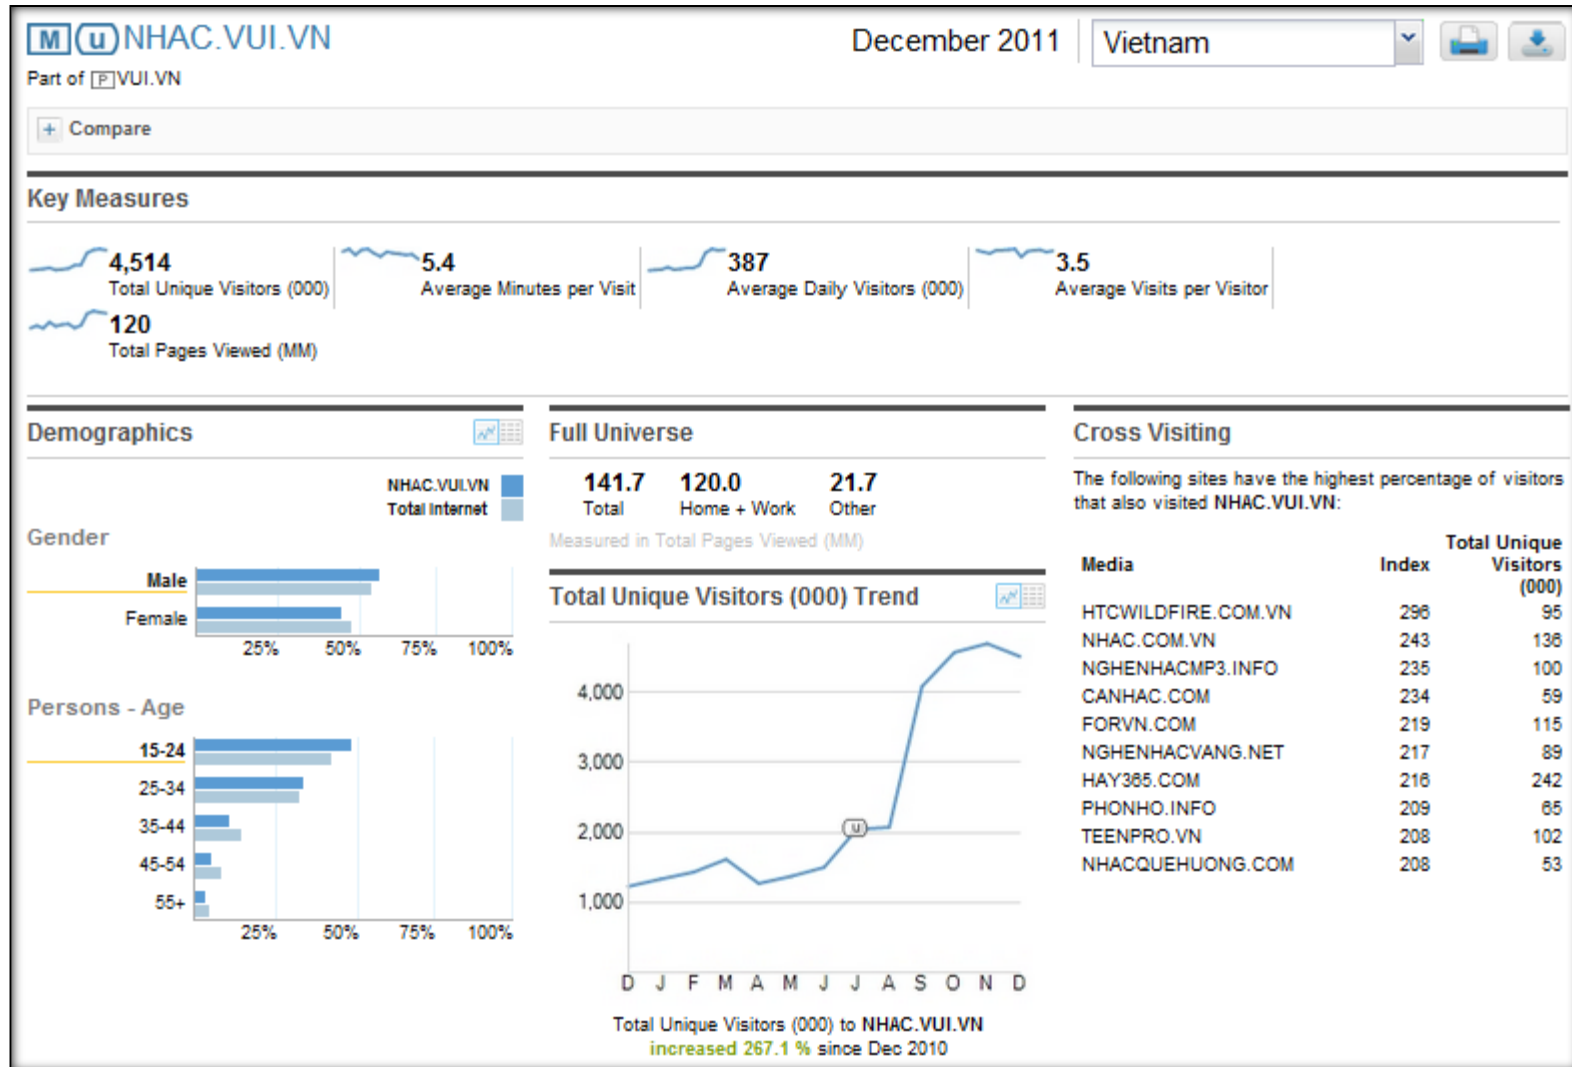 M u NHAC.VUI.VN
December 2011
Vietnam
Part of P VUI.VN
+ Compare
Key Measures
4,514
Total Unique Visitors (000)
5.4
Average Minutes per Visit
387
Average Daily Visitors (000)
3.5
Average Visits per Visitor
120
Total Pages Viewed (MM)
Demographics
NHAC.VUI.VN
Total Internet
Gender
Male
Female
25% 50% 75% 100%
Persons - Age
15-24
25-34
35-44
45-54
55+
25% 50% 75% 100%
Full Universe
141.7 120.0 21.7
Total Home + Work Other
Measured in Total Pages Viewed (MM)
Total Unique Visitors (000) Trend
4,000
3,000
2,000
1,000
u
D J F M A M J J A S O N D
Total Unique Visitors (000) to NHAC.VUI.VN
increased 267.1 % since Dec 2010
Cross Visiting
The following sites have the highest percentage of visitors
that also visited NHAC.VUI.VN:
Media Index Total Unique Visitors (000)
HTCWILDFIRE.COM.VN 296 95
NHAC.COM.VN 243 136
NGHENHACMP3.INFO 235 100
CANHAC.COM 234 59
FORVN.COM 219 115
NGHENHACVANG.NET 217 89
HAY365.COM 216 242
PHONHO.INFO 209 65
TEENPRO.VN 208 102
NHACQUEHUONG.COM 208 53